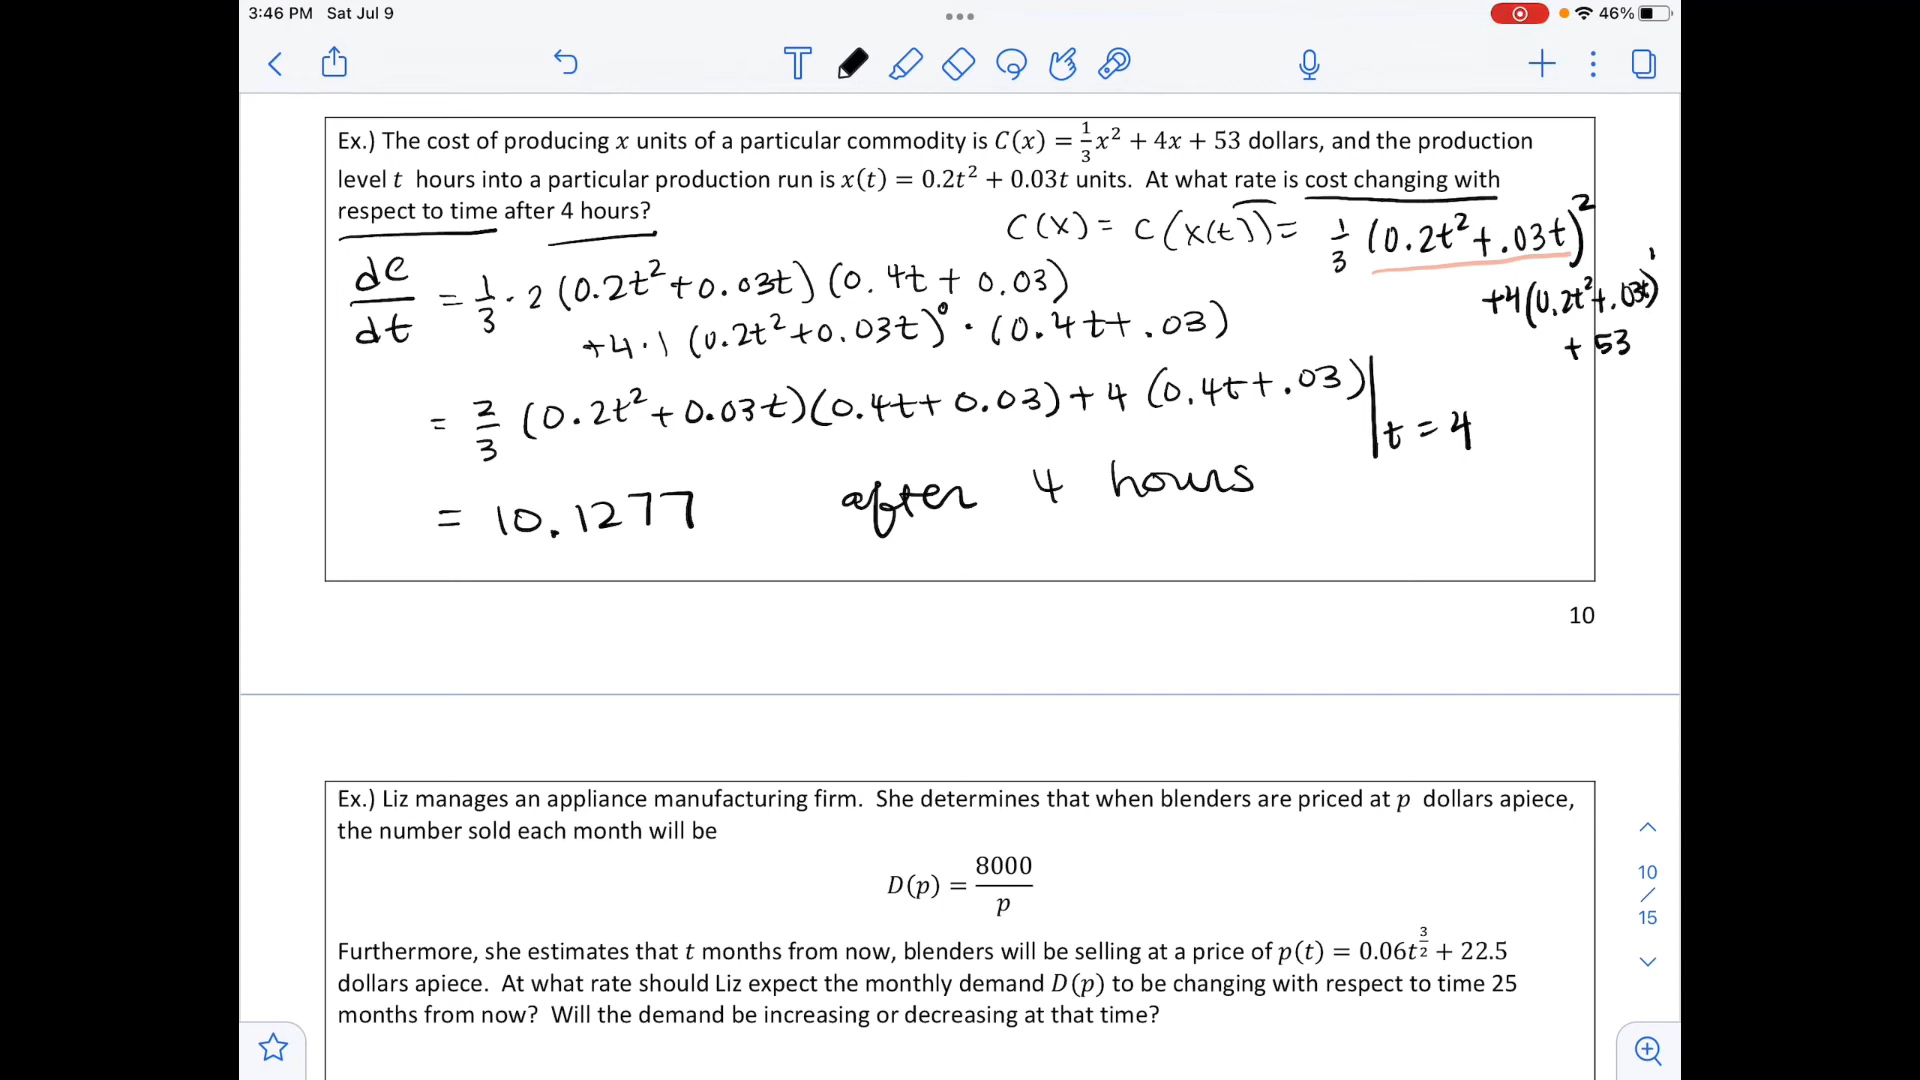 3:46 PM Sat Jul 9
46%
Ex.) The cost of producing x units of a particular commodity is C(x) = 1/3 x² + 4x + 53 dollars, and the production
level t hours into a particular production run is x(t) = 0.2t² + 0.03t units. At what rate is cost changing with
respect to time after 4 hours?
C(x) = C(x(t)) = 1/3 (0.2t² + .03t)²
+4(0.2t² + .03t)¹
+ 53
dc/dt = 1/3 · 2 (0.2t² + 0.03t)(0.4t + 0.03)
+4 · 1 (0.2t² + 0.03t)⁰ · (0.4t + .03)
= 2/3 (0.2t² + 0.03t)(0.4t + 0.03) + 4 (0.4t + .03) | t = 4
= 10.1277 after 4 hours
10
Ex.) Liz manages an appliance manufacturing firm. She determines that when blenders are priced at p dollars apiece,
the number sold each month will be
D(p) = 8000/p
Furthermore, she estimates that t months from now, blenders will be selling at a price of p(t) = 0.06t^(3/2) + 22.5
dollars apiece. At what rate should Liz expect the monthly demand D(p) to be changing with respect to time 25
months from now? Will the demand be increasing or decreasing at that time?
10 / 15